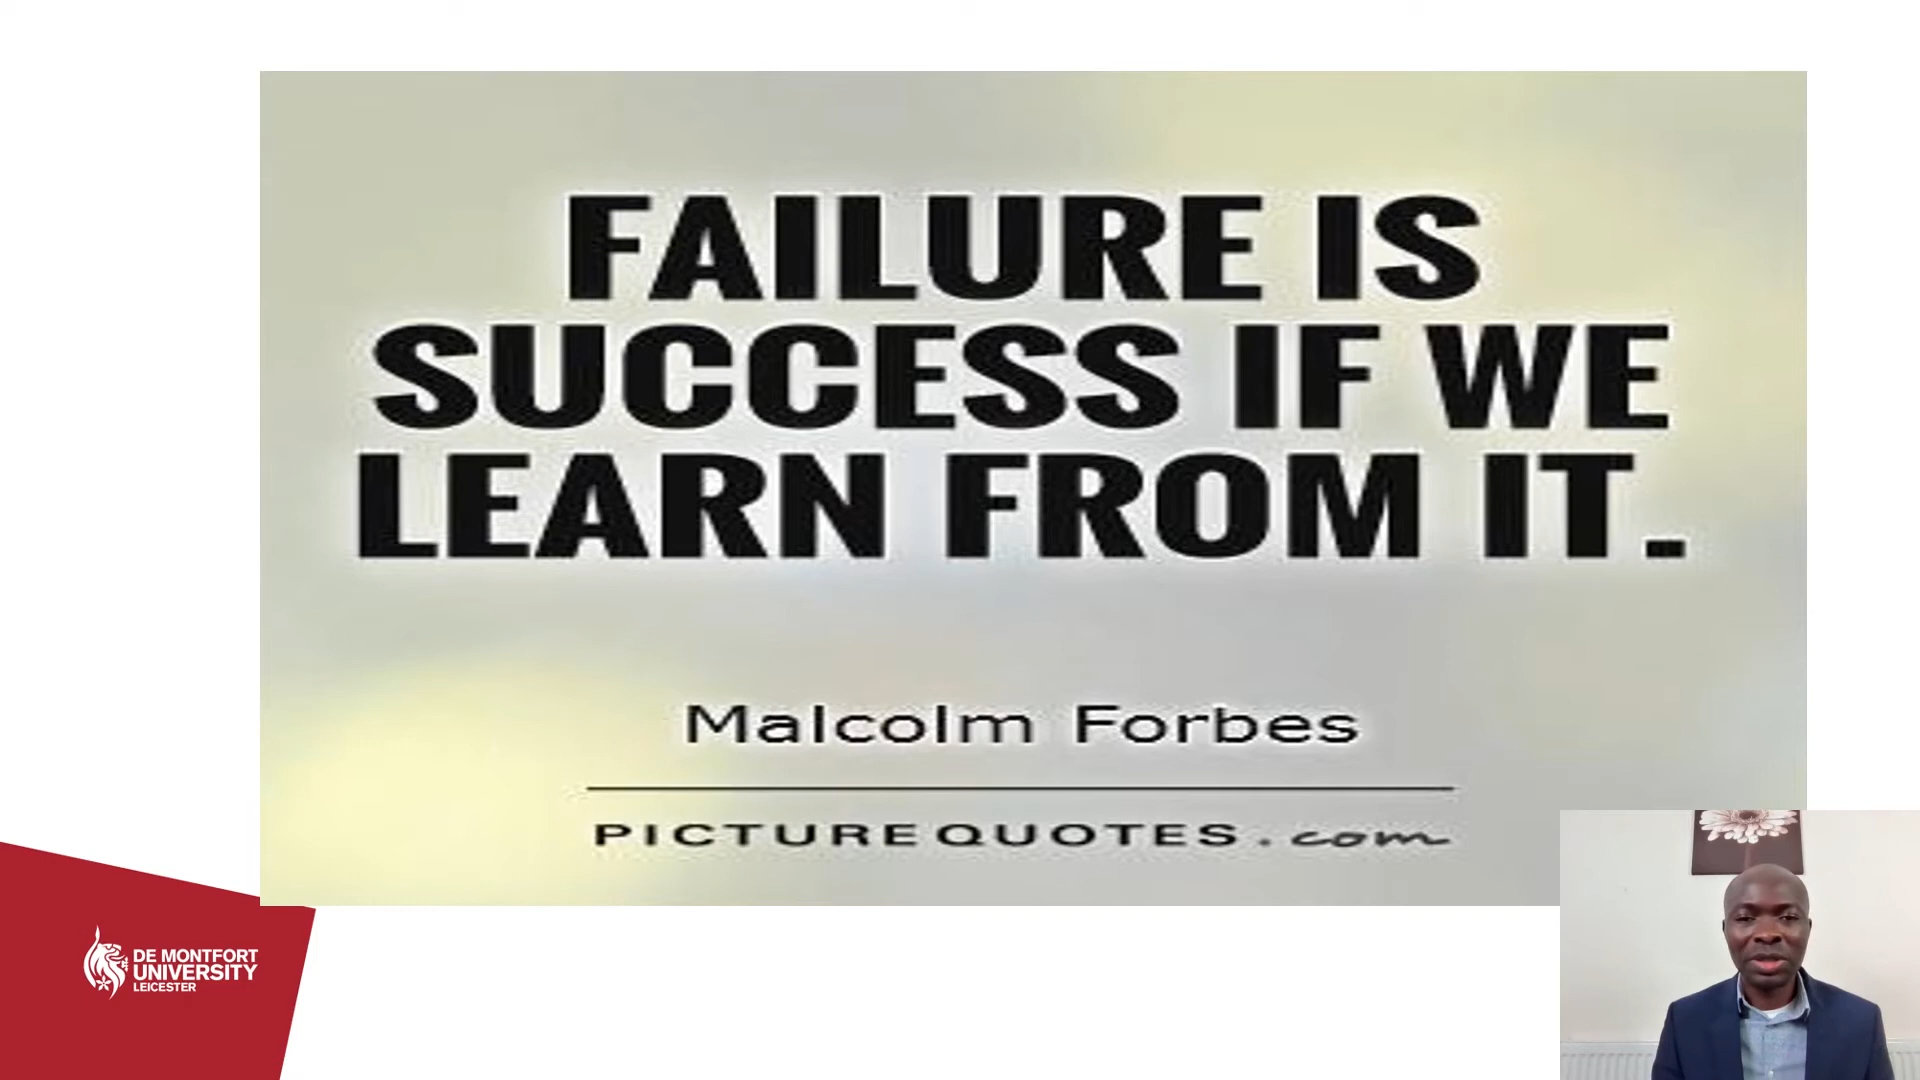 FAILURE IS
SUCCESS IF WE
LEARN FROM IT.
Malcolm Forbes
PICTUREQUOTES.com
DE MONTFORT
UNIVERSITY
LEICESTER